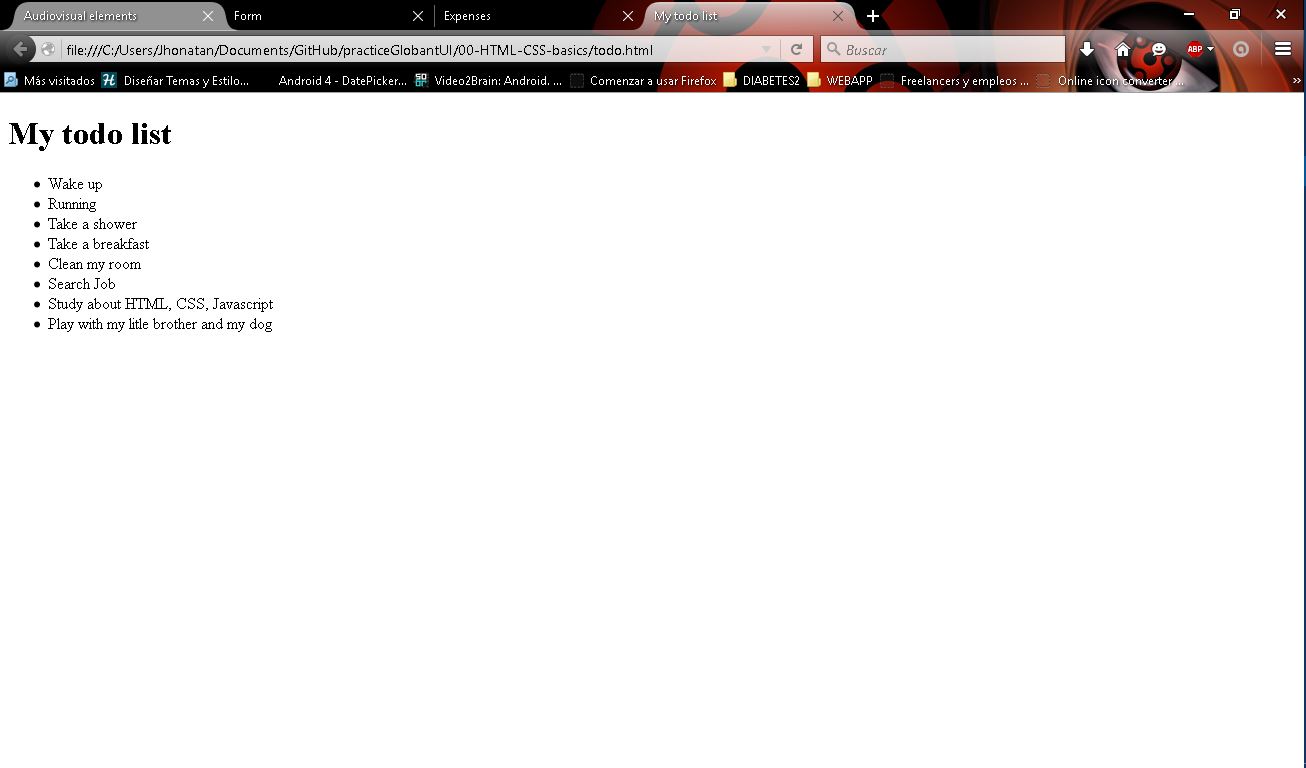 Audiovisual elements Form Expenses My todo list
file:///C:/Users/Jhonatan/Documents/GitHub/practiceGlobantUI/00-HTML-CSS-basics/todo.html Buscar ABP
Más visitados Diseñar Temas y Estilo... Android 4 - DatePicker... Video2Brain: Android. ... Comenzar a usar Firefox DIABETES2 WEBAPP Freelancers y empleos ... Online icon converter ...
My todo list
Wake up
Running
Take a shower
Take a breakfast
Clean my room
Search Job
Study about HTML, CSS, Javascript
Play with my litle brother and my dog